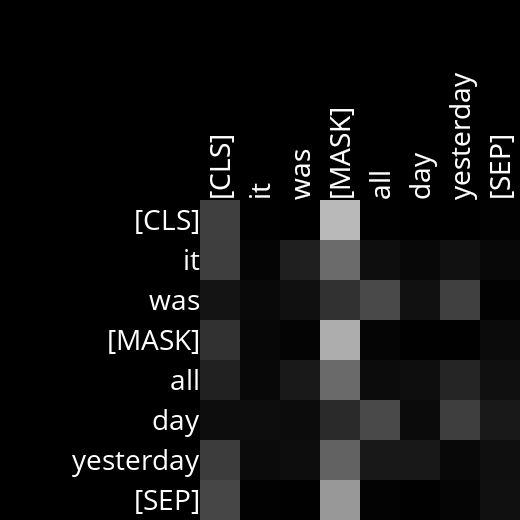 [CLS]
it
was
[MASK]
all
day
yesterday
[SEP]
[CLS]
it
was
[MASK]
all
day
yesterday
[SEP]